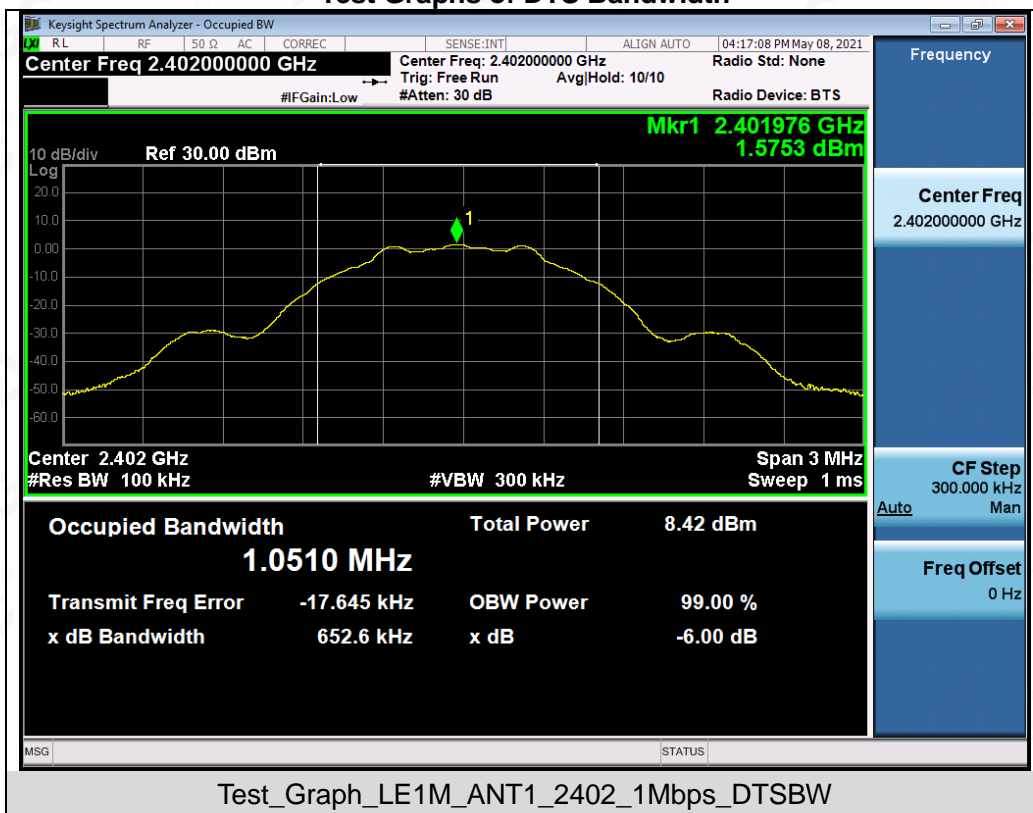 Test Graphs of DTS Bandwidth
Keysight Spectrum Analyzer - Occupied BW
LXI RL RF 50 Ω AC CORREC SENSE:INT ALIGN AUTO 04:17:08 PM May 08, 2021
Center Freq 2.402000000 GHz
Center Freq: 2.402000000 GHz
Radio Std: None
Trig: Free Run Avg|Hold: 10/10
#IFGain:Low #Atten: 30 dB Radio Device: BTS
Mkr1 2.401976 GHz
1.5753 dBm
10 dB/div Ref 30.00 dBm
Log
20.0
10.0
0.00
-10.0
-20.0
-30.0
-40.0
-50.0
-60.0
1
Center 2.402 GHz Span 3 MHz
#Res BW 100 kHz #VBW 300 kHz Sweep 1 ms
Occupied Bandwidth Total Power 8.42 dBm
1.0510 MHz
Transmit Freq Error -17.645 kHz OBW Power 99.00 %
x dB Bandwidth 652.6 kHz x dB -6.00 dB
Frequency
Center Freq
2.402000000 GHz
CF Step
300.000 kHz
Auto Man
Freq Offset
0 Hz
MSG STATUS
Test_Graph_LE1M_ANT1_2402_1Mbps_DTSBW